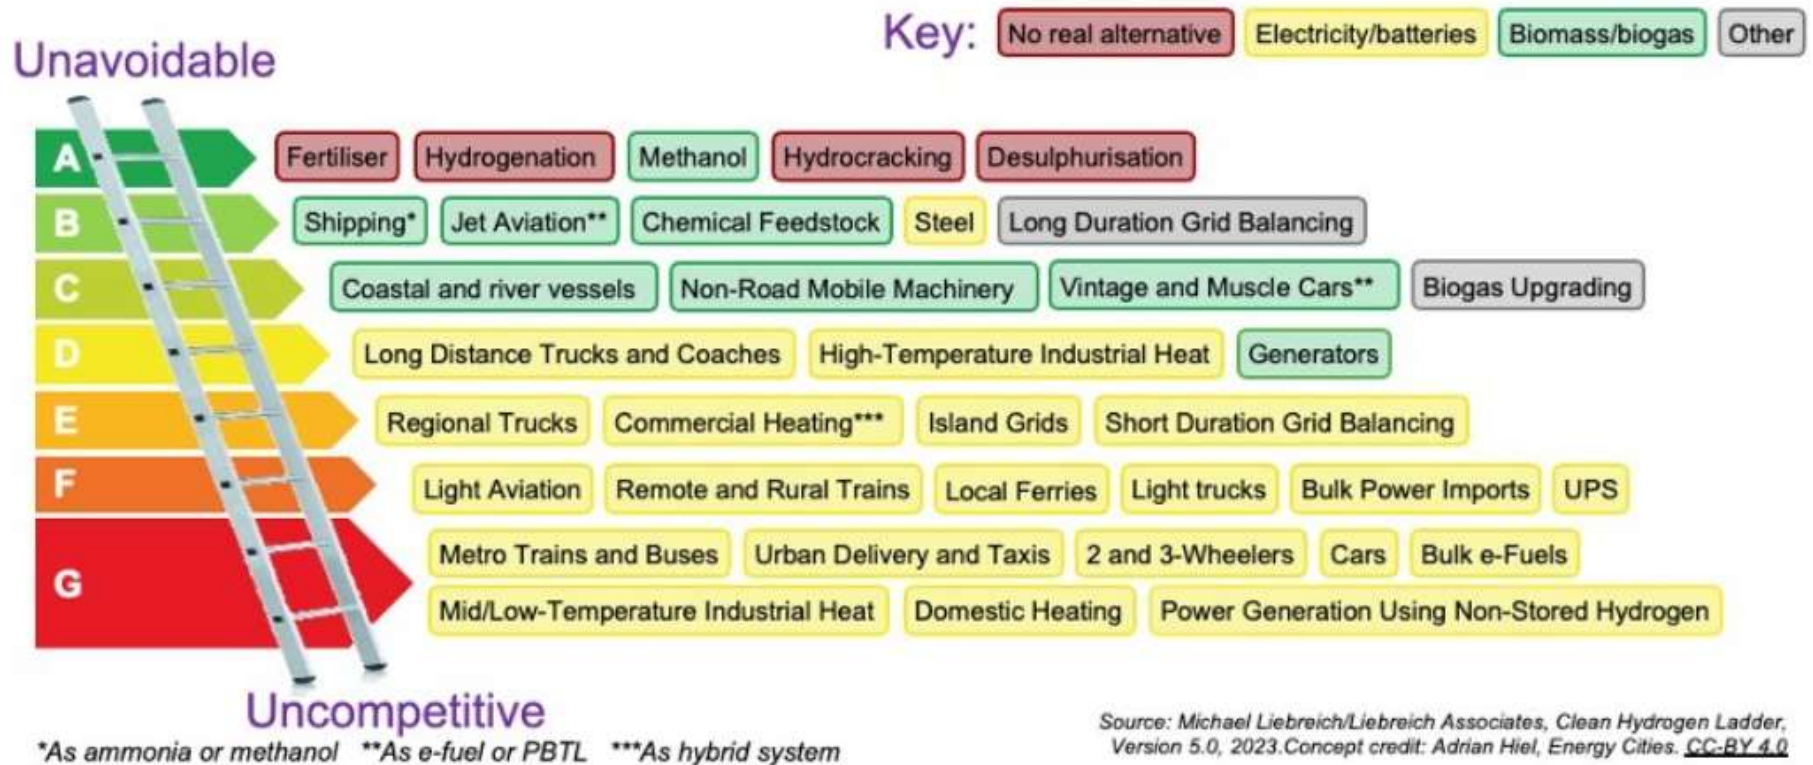 Key: No real alternative Electricity/batteries Biomass/biogas Other
Unavoidable
A Fertiliser Hydrogenation Methanol Hydrocracking Desulphurisation
B Shipping* Jet Aviation** Chemical Feedstock Steel Long Duration Grid Balancing
C Coastal and river vessels Non-Road Mobile Machinery Vintage and Muscle Cars** Biogas Upgrading
D Long Distance Trucks and Coaches High-Temperature Industrial Heat Generators
E Regional Trucks Commercial Heating*** Island Grids Short Duration Grid Balancing
F Light Aviation Remote and Rural Trains Local Ferries Light trucks Bulk Power Imports UPS
G
Metro Trains and Buses Urban Delivery and Taxis 2 and 3-Wheelers Cars Bulk e-Fuels
Mid/Low-Temperature Industrial Heat Domestic Heating Power Generation Using Non-Stored Hydrogen
Uncompetitive
*As ammonia or methanol **As e-fuel or PBTL ***As hybrid system
Source: Michael Liebreich/Liebreich Associates, Clean Hydrogen Ladder,
Version 5.0, 2023.Concept credit: Adrian Hiel, Energy Cities. CC-BY 4.0